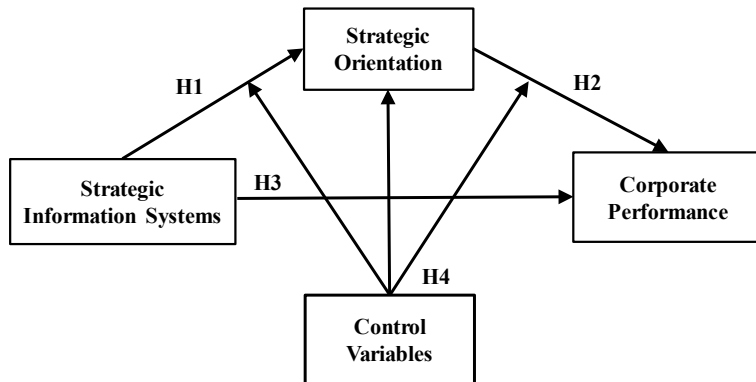 Strategic
Orientation
H1
H2
Strategic
Information Systems
H3
Corporate
Performance
H4
Control
Variables